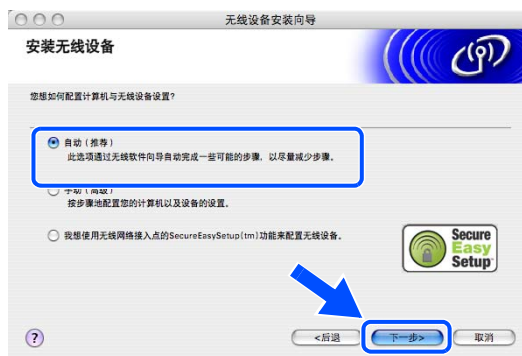 无线设备安装向导
安装无线设备
您想如何配置计算机与无线设备设置?
自动（推荐）
此选项通过无线软件向导自动完成一些可能的步骤，以尽量减少步骤。
手动（高级）
按步骤地配置您的计算机以及设备的设置。
我想使用无线网络接入点的SecureEasySetup(tm)功能来配置无线设备。
Secure
Easy
Setup
?
<后退
下一步>
取消